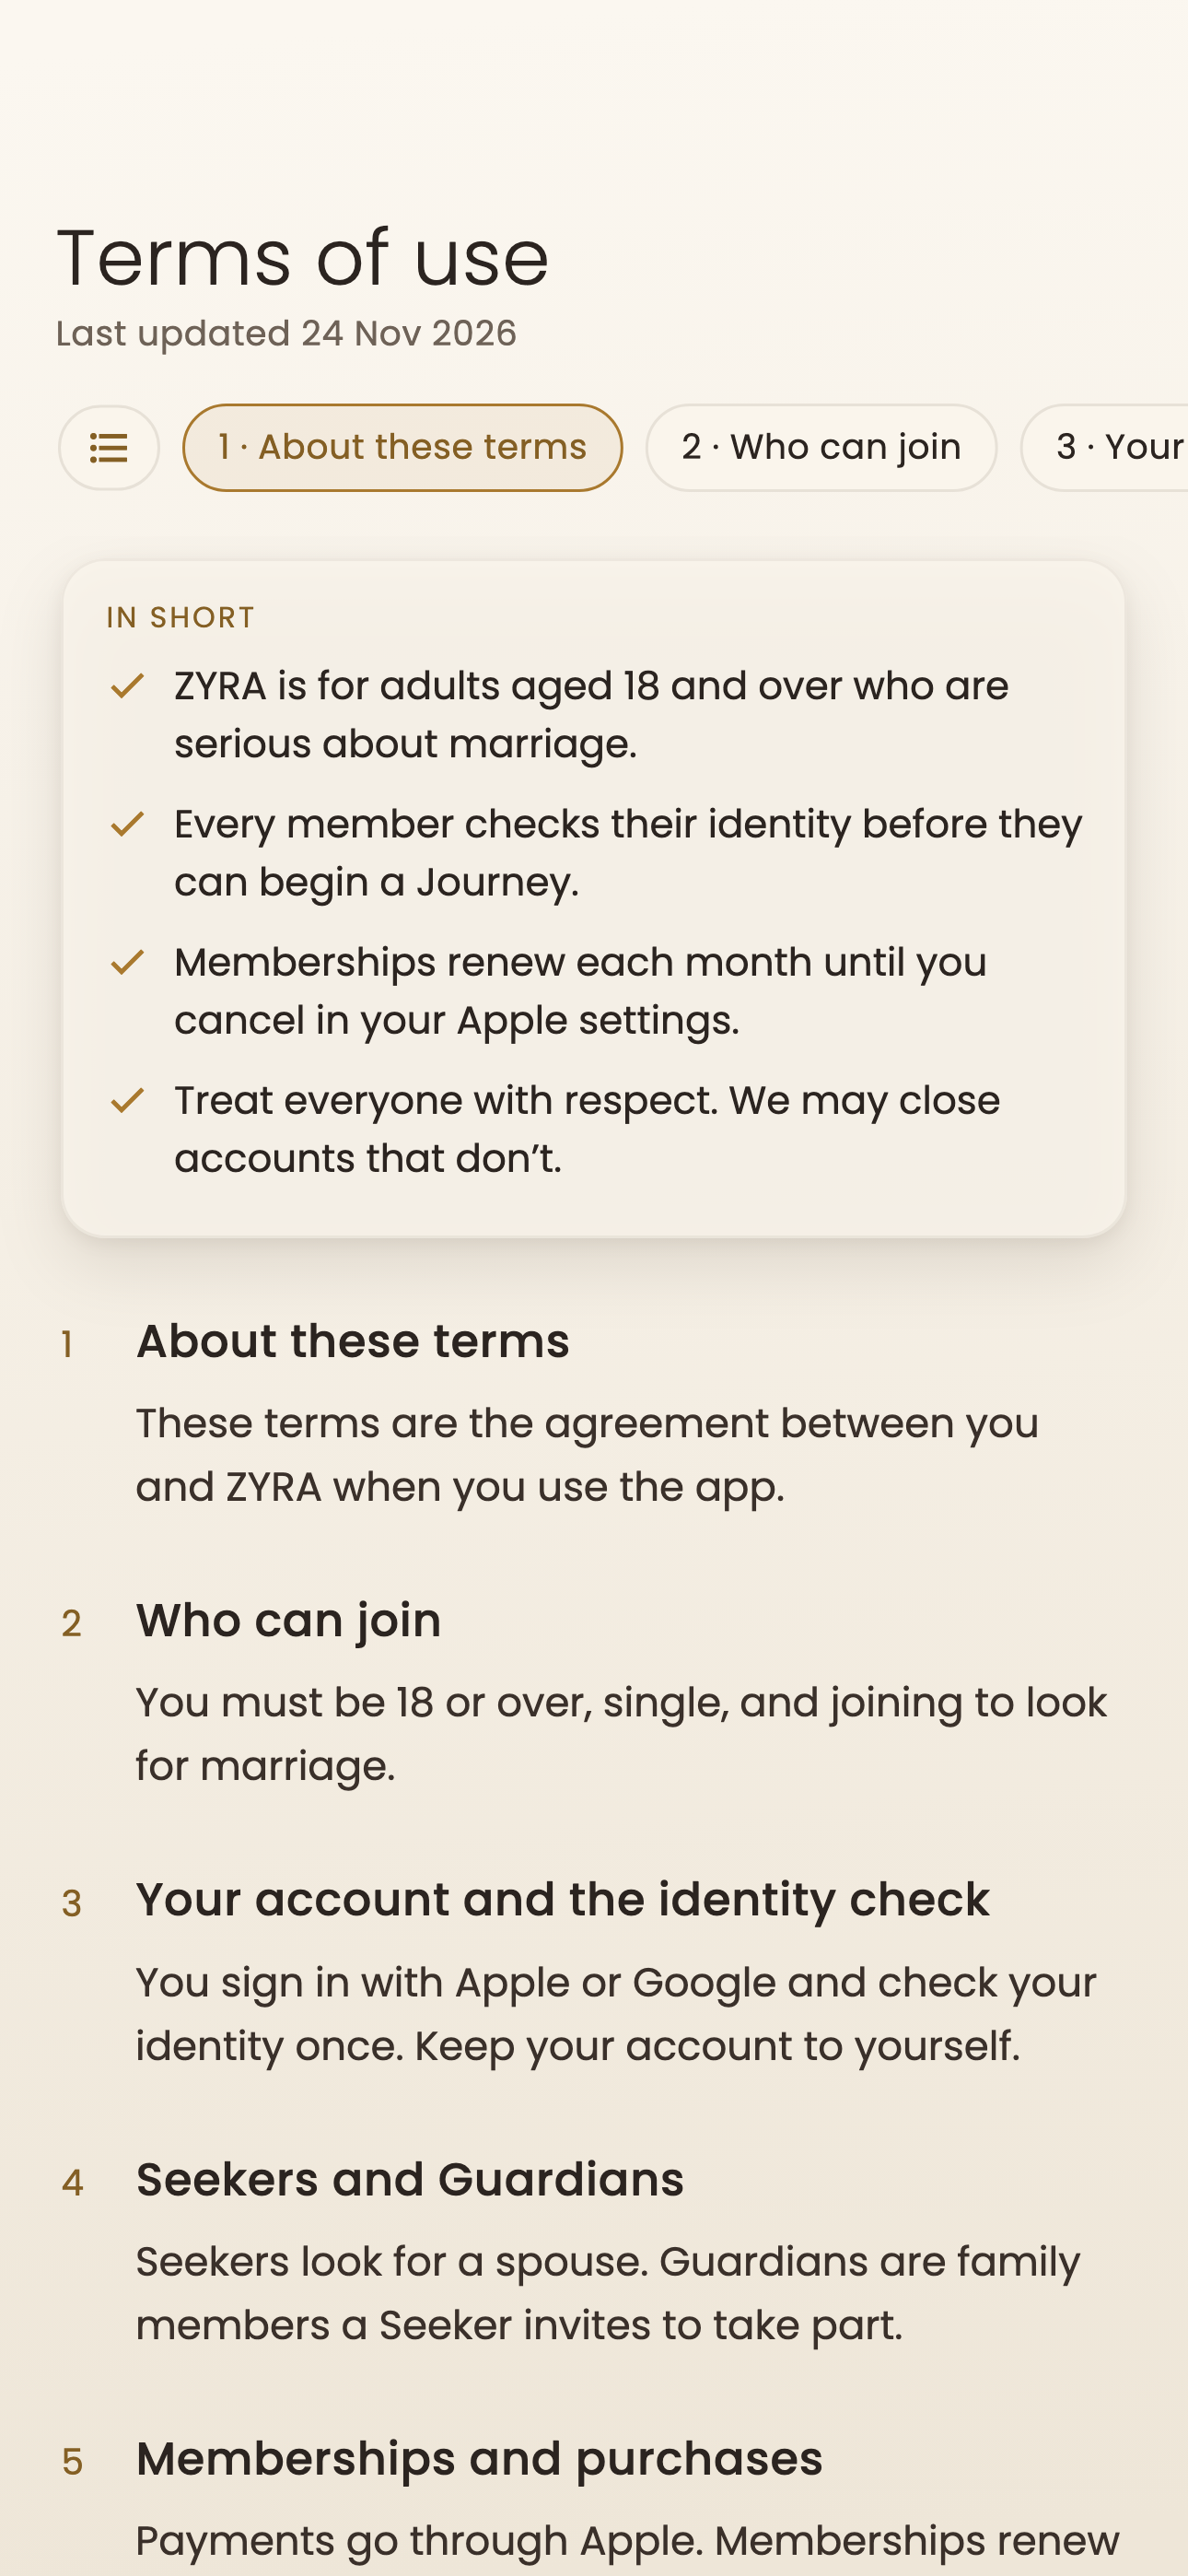 Terms of use
Last updated 24 Nov 2026
1 · About these terms
2 · Who can join
3 · Your
IN SHORT
ZYRA is for adults aged 18 and over who are
serious about marriage.
Every member checks their identity before they
can begin a Journey.
Memberships renew each month until you
cancel in your Apple settings.
Treat everyone with respect. We may close
accounts that don’t.
1 About these terms
These terms are the agreement between you
and ZYRA when you use the app.
2 Who can join
You must be 18 or over, single, and joining to look
for marriage.
3 Your account and the identity check
You sign in with Apple or Google and check your
identity once. Keep your account to yourself.
4 Seekers and Guardians
Seekers look for a spouse. Guardians are family
members a Seeker invites to take part.
5 Memberships and purchases
Payments go through Apple. Memberships renew